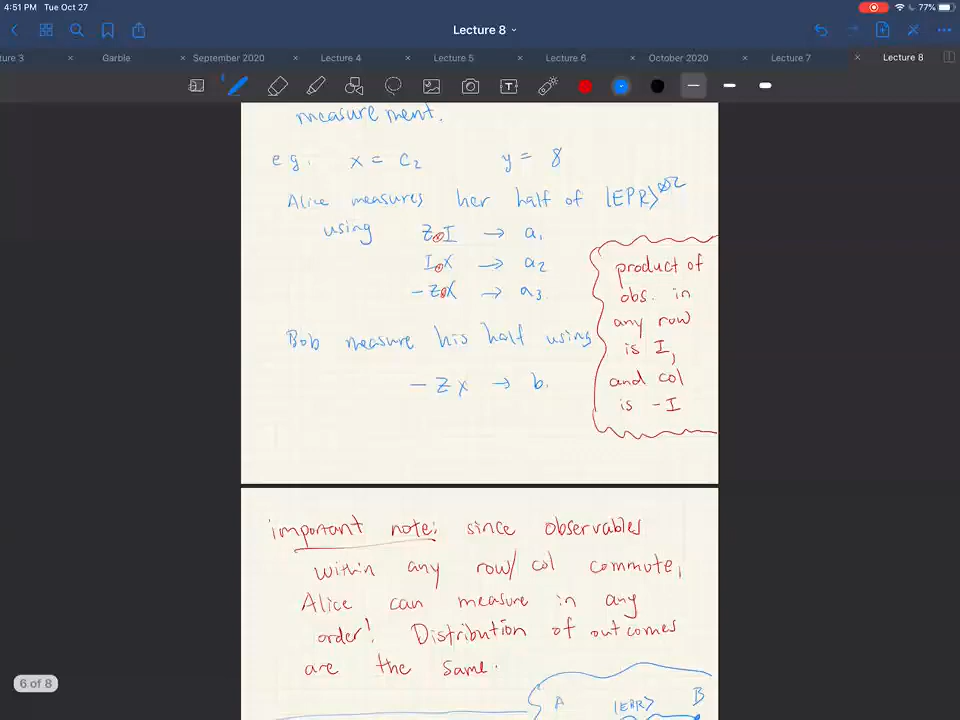 4:51 PM Tue Oct 27
77%
Lecture 8
ure 3
Garble
September 2020
Lecture 4
Lecture 5
Lecture 6
October 2020
Lecture 7
Lecture 8
measurement.
e.g. x = C₂ y = 8
Alice measures her half of |EPR⟩^⊗2
using Z⊗I → a₁
I⊗X → a₂
-Z⊗X → a₃
Bob measure his half using
- ZX → b.
product of
obs. in
any row
is I,
and col
is -I
important note: since observables
within any row/col commute,
Alice can measure in any
order! Distribution of outcomes
are the same.
6 of 8
A |EPR⟩ B